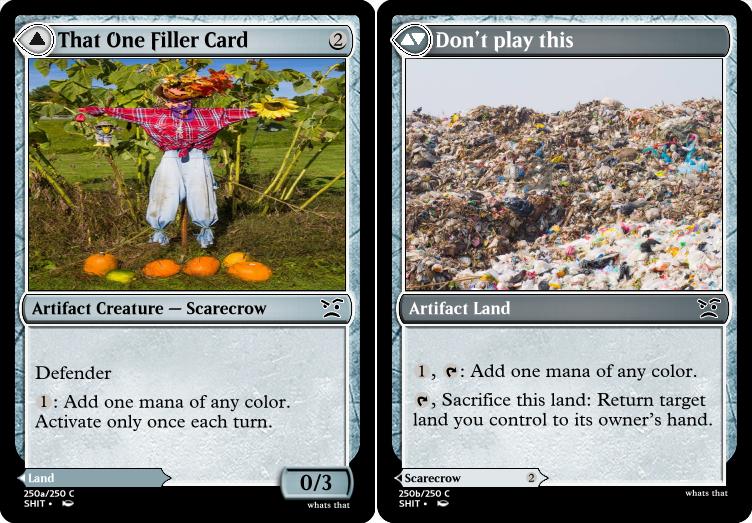 That One Filler Card 2
Artifact Creature — Scarecrow
Defender
1: Add one mana of any color.
Activate only once each turn.
Land
0/3
250a/250 C
SHIT •
whats that
Don't play this
Artifact Land
1, : Add one mana of any color.
, Sacrifice this land: Return target
land you control to its owner's hand.
Scarecrow 2
250b/250 C
SHIT •
whats that